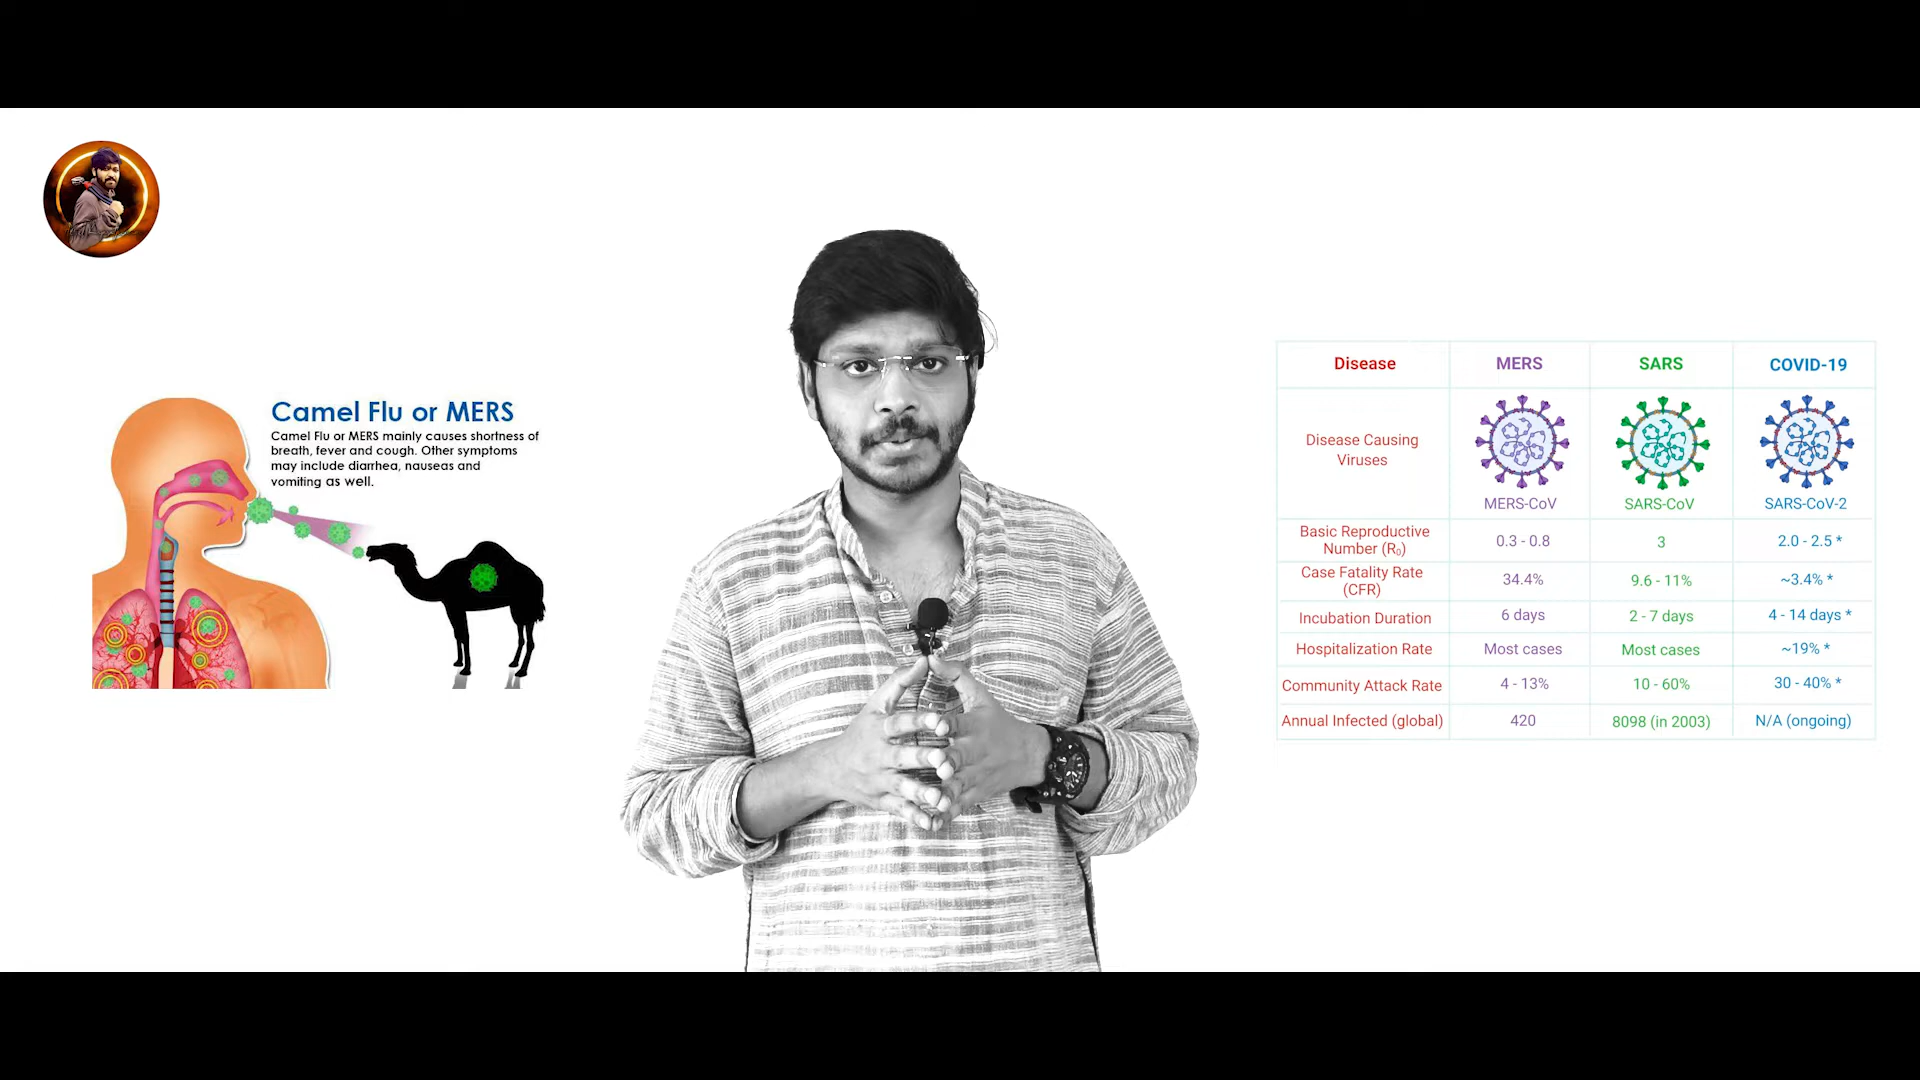 Camel Flu or MERS
Camel Flu or MERS mainly causes shortness of
breath, fever and cough. Other symptoms
may include diarrhea, nauseas and
vomiting as well.
Disease MERS SARS COVID-19
Disease Causing
Viruses
MERS-CoV SARS-CoV SARS-CoV-2
Basic Reproductive
Number (R₀) 0.3 - 0.8 3 2.0 - 2.5 *
Case Fatality Rate
(CFR) 34.4% 9.6 - 11% ~3.4% *
Incubation Duration 6 days 2 - 7 days 4 - 14 days *
Hospitalization Rate Most cases Most cases ~19% *
Community Attack Rate 4 - 13% 10 - 60% 30 - 40% *
Annual Infected (global) 420 8098 (in 2003) N/A (ongoing)